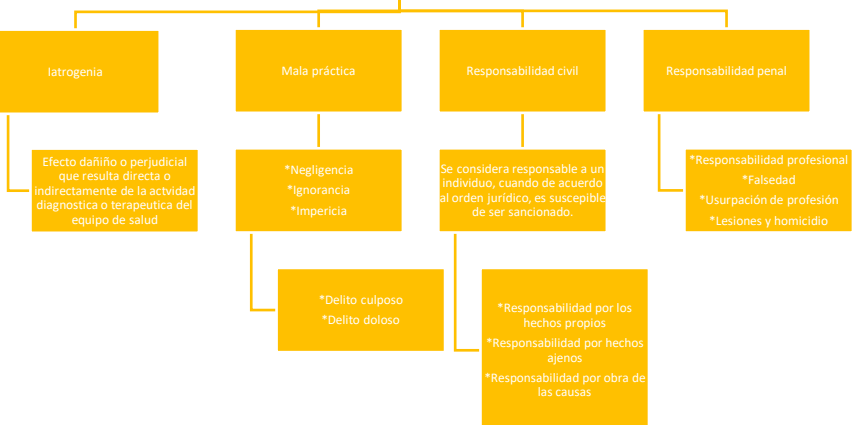 Iatrogenia
Mala práctica
Responsabilidad civil
Responsabilidad penal
Efecto dañiño o perjudicial
que resulta directa o
indirectamente de la actvidad
diagnostica o terapeutica del
equipo de salud
*Negligencia
*Ignorancia
*Impericia
Se considera responsable a un
individuo, cuando de acuerdo
al orden jurídico, es suscepible
de ser sancionado.
*Responsabilidad profesional
*Falsedad
*Usurpación de profesión
*Lesiones y homicidio
*Delito culposo
*Delito doloso
*Responsabilidad por los
hechos propios
*Responsabilidad por hechos
ajenos
*Responsabilidad por obra de
las causas